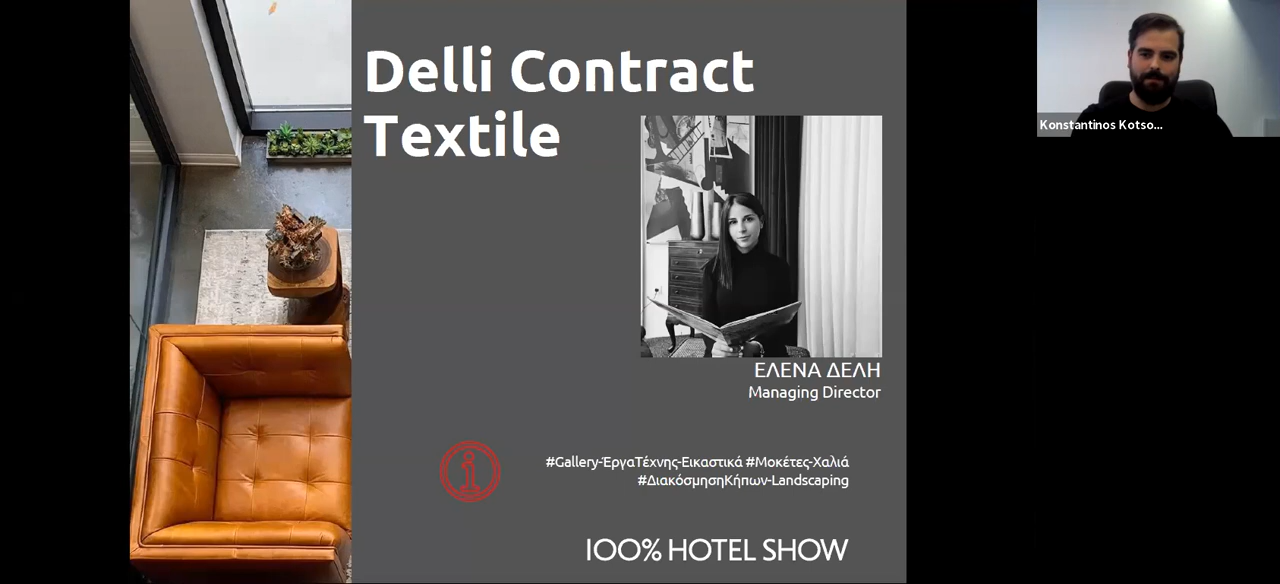 Delli Contract
Textile
Konstantinos Kotso...
ΕΛΕΝΑ ΔΕΛΗ
Managing Director
#Gallery-ΈργαΤέχνης-Εικαστικά #Μοκέτες-Χαλιά
#ΔιακόσμησηΚήπων-Landscaping
100% HOTEL SHOW